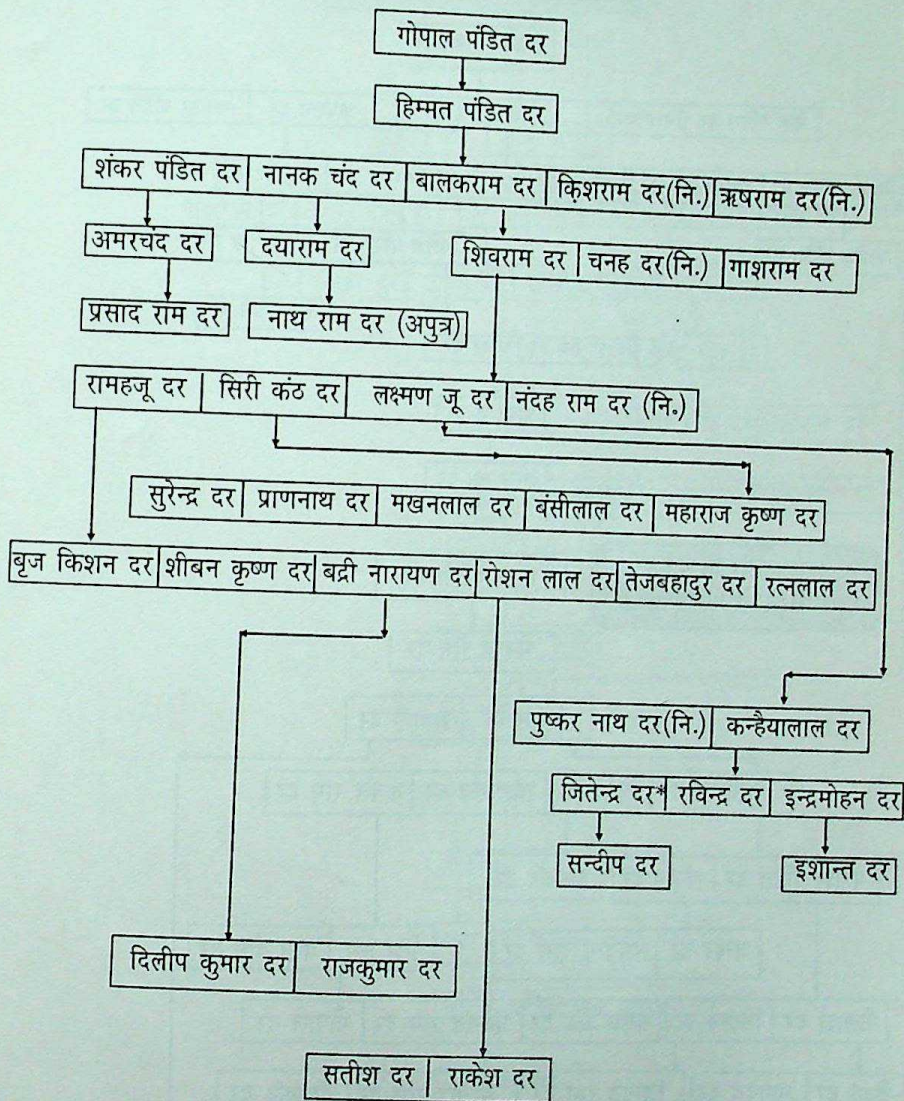 गोपाल पंडित दर
हिम्मत पंडित दर
शंकर पंडित दर नानक चंद दर बालकराम दर किशराम दर(नि.) ऋषराम दर(नि.)
अमरचंद दर दयाराम दर शिवराम दर चनह दर(नि.) गाशराम दर
प्रसाद राम दर नाथ राम दर (अपुत्र)
रामहजू दर सिरी कंठ दर लक्ष्मण जू दर नंदह राम दर (नि.)
सुरेन्द्र दर प्राणनाथ दर मखनलाल दर बंसीलाल दर महाराज कृष्ण दर
बृज किशन दर शीबन कृष्ण दर बद्री नारायण दर रोशन लाल दर तेजबहादुर दर रत्नलाल दर
पुष्कर नाथ दर(नि.) कन्हैयालाल दर
जितेन्द्र दर* रविन्द्र दर इन्द्रमोहन दर
सन्दीप दर इशान्त दर
दिलीप कुमार दर राजकुमार दर
सतीश दर राकेश दर